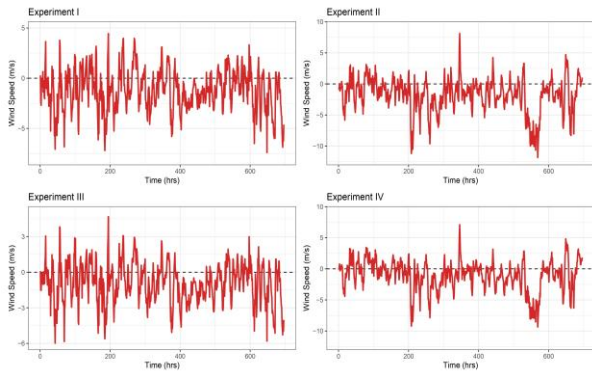 Experiment I
Wind Speed (m/s)
5
0
-5
0
200
400
600
Time (hrs)
Experiment II
Wind Speed (m/s)
10
5
0
-5
-10
0
200
400
600
Time (hrs)
Experiment III
Wind Speed (m/s)
3
0
-3
-6
0
200
400
600
Time (hrs)
Experiment IV
Wind Speed (m/s)
10
5
0
-5
-10
0
200
400
600
Time (hrs)